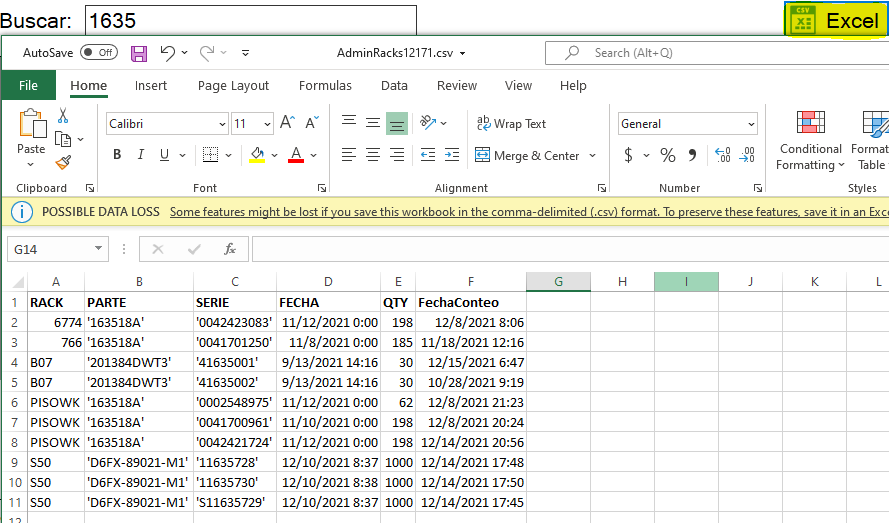 Buscar: 1635 CSV Excel
AutoSave Off AdminRacks12171.csv Search (Alt+Q)
File Home Insert Page Layout Formulas Data Review View Help
Calibri 11 A A ab Wrap Text General
Paste B I U A Merge & Center $ % , .00 .00 Conditional Formatting Format Table
Clipboard Font Alignment Number Styles
POSSIBLE DATA LOSS Some features might be lost if you save this workbook in the comma-delimited (.csv) format. To preserve these features, save it in an Exc
G14 fx
A B C D E F G H I J K L
1 RACK PARTE SERIE FECHA QTY FechaConteo
2 6774 '163518A' '0042423083' 11/12/2021 0:00 198 12/8/2021 8:06
3 766 '163518A' '0041701250' 11/8/2021 0:00 185 11/18/2021 12:16
4 B07 '201384DWT3' '41635001' 9/13/2021 14:16 30 12/15/2021 6:47
5 B07 '201384DWT3' '41635002' 9/13/2021 14:16 30 10/28/2021 9:19
6 PISOWK '163518A' '0002548975' 11/12/2021 0:00 62 12/8/2021 21:23
7 PISOWK '163518A' '0041700961' 11/10/2021 0:00 198 12/8/2021 20:24
8 PISOWK '163518A' '0042421724' 11/12/2021 0:00 198 12/14/2021 20:56
9 S50 'D6FX-89021-M1' '11635728' 12/10/2021 8:37 1000 12/14/2021 17:48
10 S50 'D6FX-89021-M1' '11635730' 12/10/2021 8:38 1000 12/14/2021 17:50
11 S50 'D6FX-89021-M1' 'S11635729' 12/10/2021 8:37 1000 12/14/2021 17:45
12